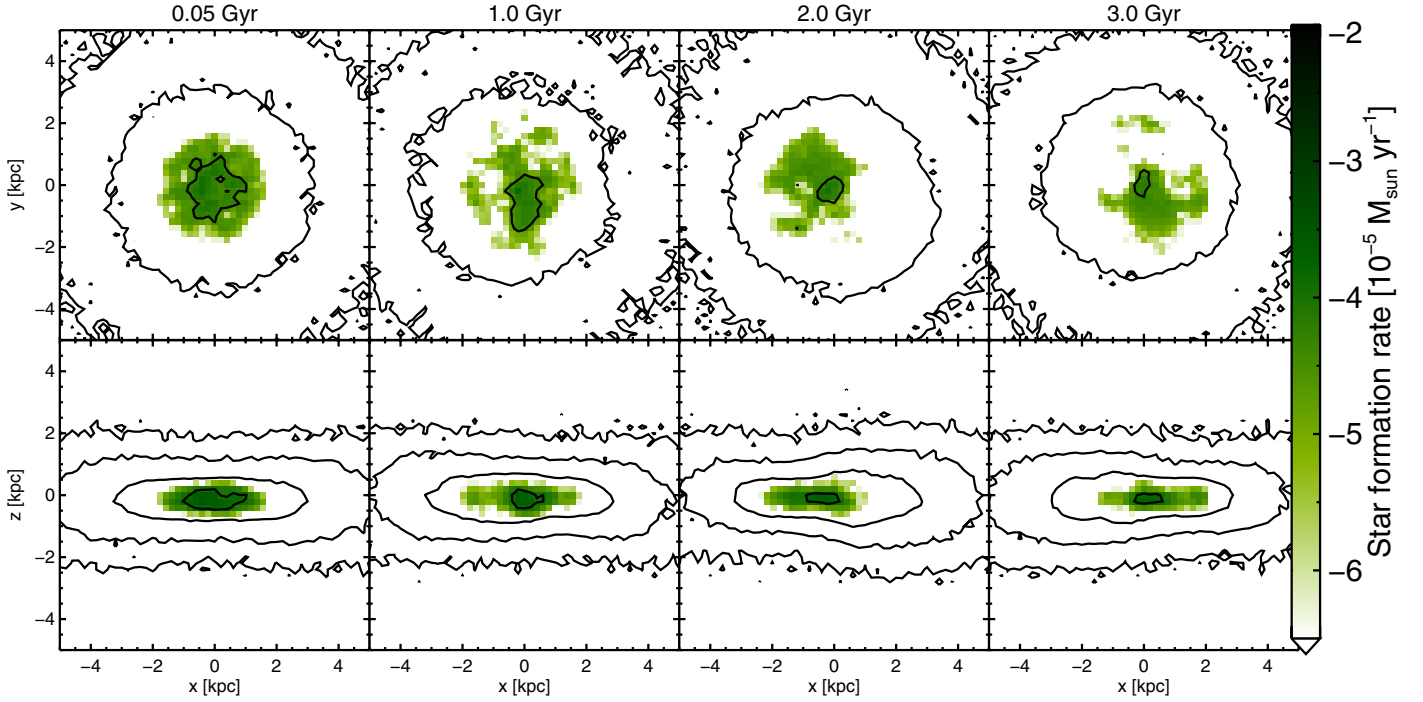 0.05 Gyr 1.0 Gyr 2.0 Gyr 3.0 Gyr
4
2
0
−2
−4
y [kpc]
4
2
0
−2
−4
z [kpc]
−4 −2 0 2 4 −4 −2 0 2 4 −4 −2 0 2 4 −4 −2 0 2 4
x [kpc] x [kpc] x [kpc] x [kpc]
−2
−3
−4
−5
−6
Star formation rate [10⁻⁵ M_sun yr⁻¹]